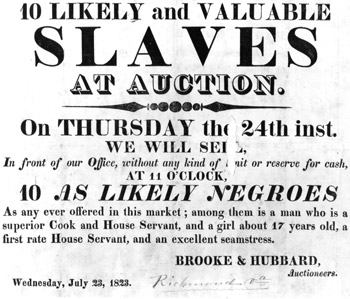 10 LIKELY and VALUABLE
SLAVES
AT AUCTION.
On THURSDAY the 24th inst.
WE WILL SELL,
In front of our Office, without any kind of limit or reserve for cash,
AT 11 O'CLOCK,
10 AS LIKELY NEGROES
As any ever offered in this market; among them is a man who is a
superior Cook and House Servant, and a girl about 17 years old, a
first rate House Servant, and an excellent seamstress.
BROOKE & HUBBARD,
Auctioneers.
Wednesday, July 23, 1823.
Richmond Va